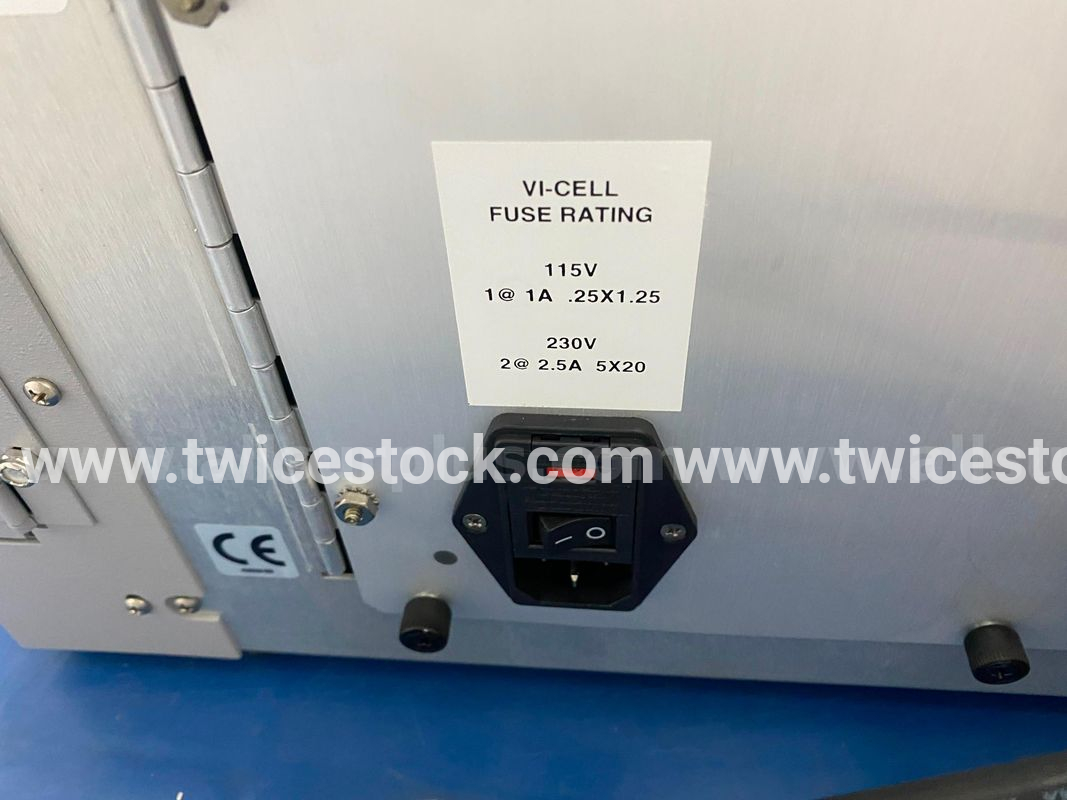 VI-CELL
FUSE RATING
115V
1@ 1A .25X1.25
230V
2@ 2.5A 5X20
www.twicestock.com www.twicesto
– O
CE